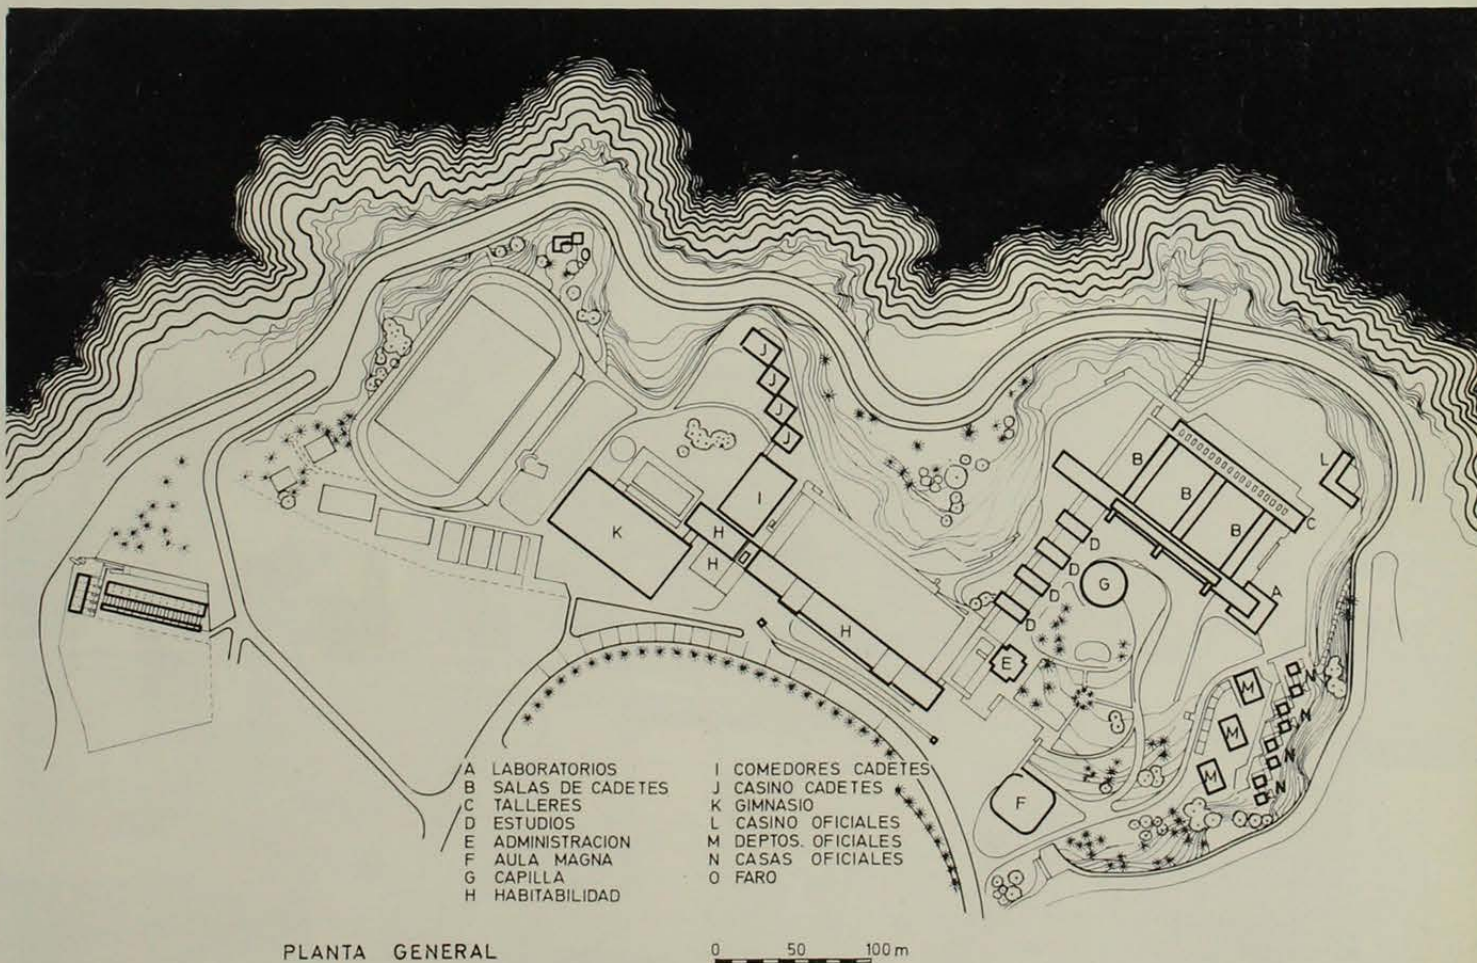 J
J
J
J
L
B
B
B
C
I
K
H
H
H
D
D
D
D
G
A
E
M
M
M
N
N
N
N
F
A LABORATORIOS
B SALAS DE CADETES
C TALLERES
D ESTUDIOS
E ADMINISTRACION
F AULA MAGNA
G CAPILLA
H HABITABILIDAD
I COMEDORES CADETES
J CASINO CADETES
K GIMNASIO
L CASINO OFICIALES
M DEPTOS. OFICIALES
N CASAS OFICIALES
O FARO
PLANTA GENERAL
0 50 100 m